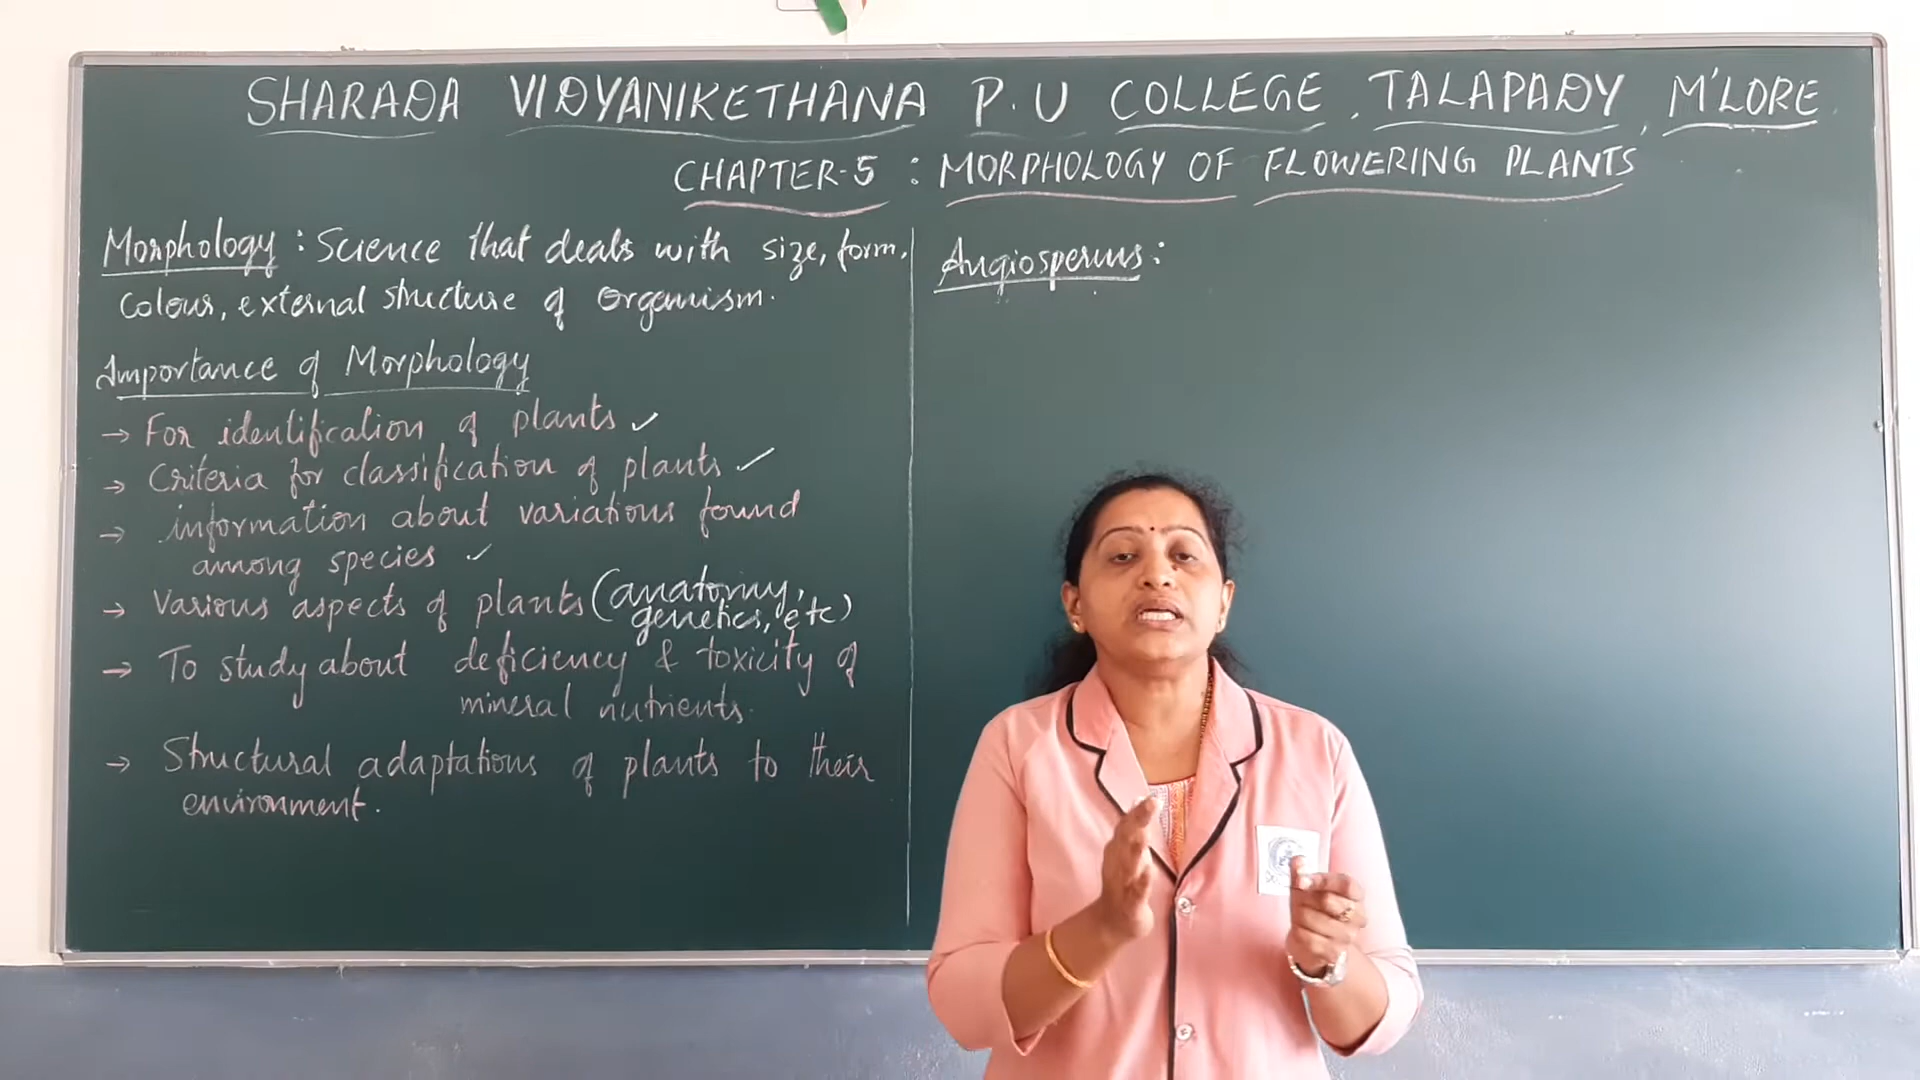 SHARADA VIDYANIKETHANA P.U COLLEGE, TALAPADY, M'LORE
CHAPTER-5 : MORPHOLOGY OF FLOWERING PLANTS
Morphology : Science that deals with size, form,
Colour, external structure of Organism.
Importance of Morphology
→ For identification of plants ✓
→ Criteria for classification of plants ✓
→ information about variations found
among species ✓
→ Various aspects of plants (anatomy,
genetics, etc)
→ To study about deficiency & toxicity of
mineral nutrients.
→ Structural adaptations of plants to their
environment.
Angiosperms :